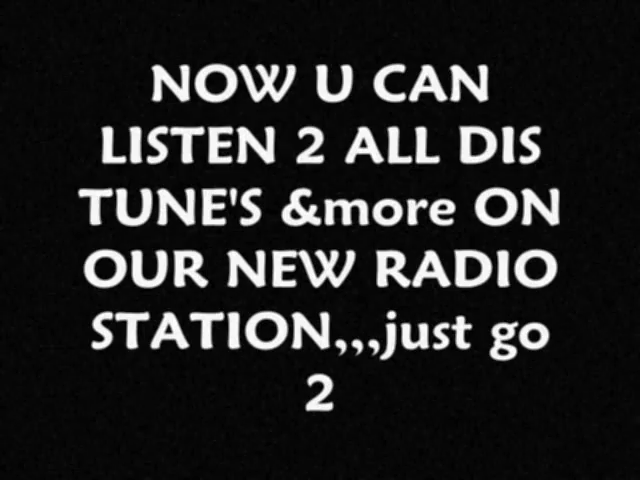 NOW U CAN
LISTEN 2 ALL DIS
TUNE'S &more ON
OUR NEW RADIO
STATION,,,just go
2